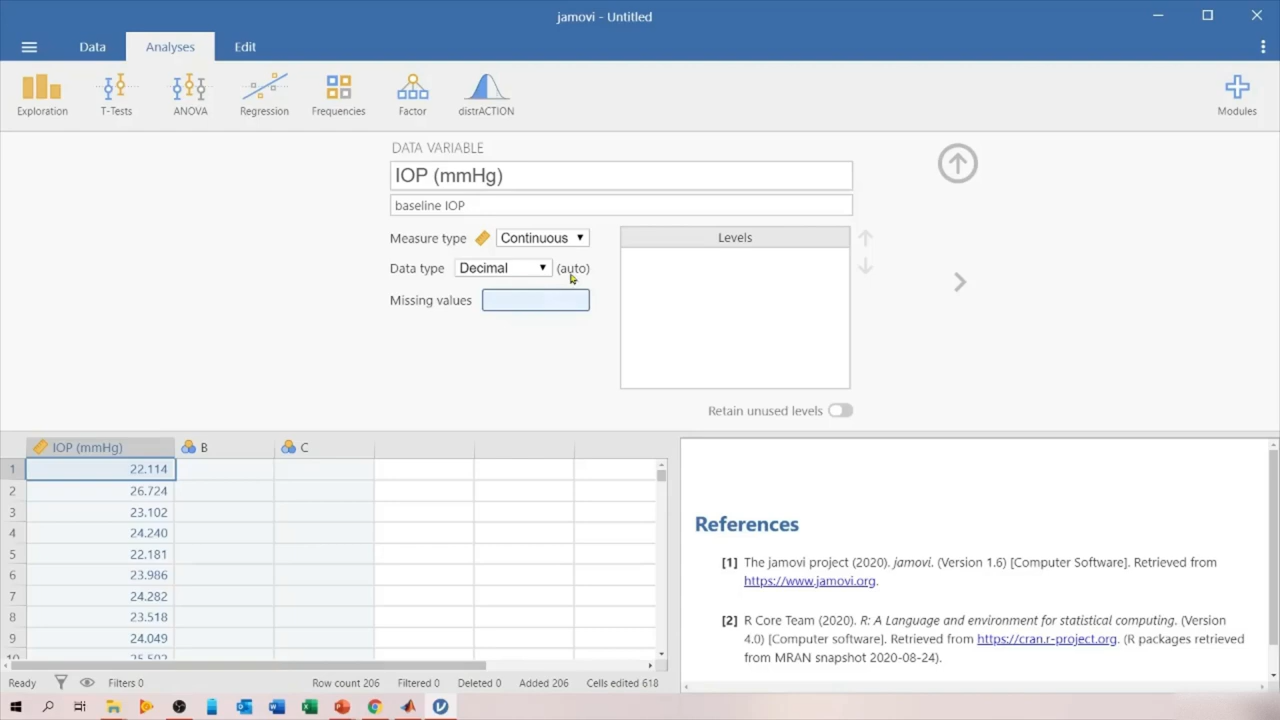 jamovi - Untitled
Data Analyses Edit
Exploration T-Tests ANOVA Regression Frequencies Factor distrACTION Modules
DATA VARIABLE
IOP (mmHg)
baseline IOP
Measure type Continuous
Levels
Data type Decimal (auto)
Missing values
Retain unused levels
IOP (mmHg) B C
1 22.114
2 26.724
3 23.102
4 24.240
5 22.181
6 23.986
7 24.282
8 23.518
9 24.049
10 25.502
References
[1] The jamovi project (2020). jamovi. (Version 1.6) [Computer Software]. Retrieved from
https://www.jamovi.org.
[2] R Core Team (2020). R: A Language and environment for statistical computing. (Version
4.0) [Computer software]. Retrieved from https://cran.r-project.org. (R packages retrieved
from MRAN snapshot 2020-08-24).
Ready Filters 0 Row count 206 Filtered 0 Deleted 0 Added 206 Cells edited 618